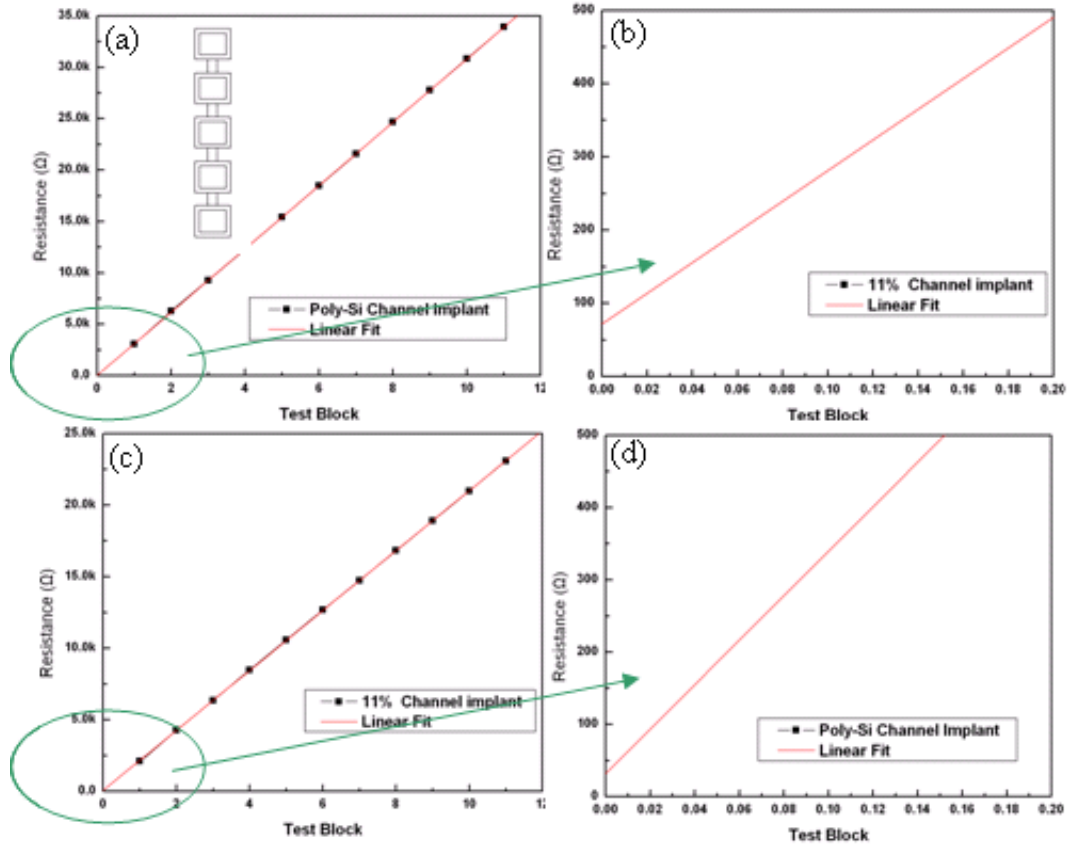 (a)
35.0k
30.0k
25.0k
20.0k
15.0k
10.0k
5.0k
0.0
Resistance (Ω)
Poly-Si Channel Implant
Linear Fit
0 2 4 6 8 10 12
Test Block
(b)
500
400
300
200
100
0
Resistance (Ω)
11% Channel implant
Linear Fit
0.00 0.02 0.04 0.06 0.08 0.10 0.12 0.14 0.16 0.18 0.20
Test Block
(c)
25.0k
20.0k
15.0k
10.0k
5.0k
0.0
Resistance (Ω)
11% Channel implant
Linear Fit
0 2 4 6 8 10 12
Test Block
(d)
500
400
300
200
100
0
Resistance (Ω)
Poly-Si Channel Implant
Linear Fit
0.00 0.02 0.04 0.06 0.08 0.10 0.12 0.14 0.16 0.18 0.20
Test Block